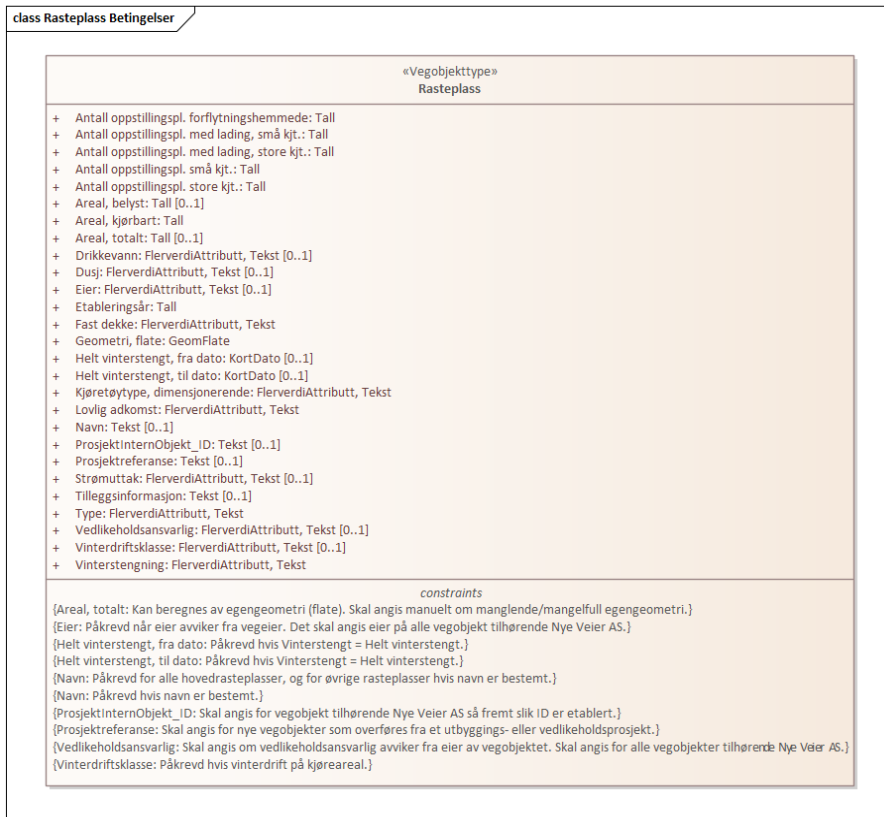 class Rasteplass Betingelser
«Vegobjekttype»
Rasteplass
+ Antall oppstillingspl. forflytningshemmede: Tall
+ Antall oppstillingspl. med lading, små kjt.: Tall
+ Antall oppstillingspl. med lading, store kjt.: Tall
+ Antall oppstillingspl. små kjt.: Tall
+ Antall oppstillingspl. store kjt.: Tall
+ Areal, belyst: Tall [0..1]
+ Areal, kjørbart: Tall
+ Areal, totalt: Tall [0..1]
+ Drikkevann: FlerverdiAttributt, Tekst [0..1]
+ Dusj: FlerverdiAttributt, Tekst [0..1]
+ Eier: FlerverdiAttributt, Tekst [0..1]
+ Etableringsår: Tall
+ Fast dekke: FlerverdiAttributt, Tekst
+ Geometri, flate: GeomFlate
+ Helt vinterstengt, fra dato: KortDato [0..1]
+ Helt vinterstengt, til dato: KortDato [0..1]
+ Kjøretøytype, dimensjonerende: FlerverdiAttributt, Tekst
+ Lovlig adkomst: FlerverdiAttributt, Tekst
+ Navn: Tekst [0..1]
+ ProsjektInternObjekt_ID: Tekst [0..1]
+ Prosjektreferanse: Tekst [0..1]
+ Strømuttak: FlerverdiAttributt, Tekst [0..1]
+ Tilleggsinformasjon: Tekst [0..1]
+ Type: FlerverdiAttributt, Tekst
+ Vedlikeholdsansvarlig: FlerverdiAttributt, Tekst [0..1]
+ Vinterdriftsklasse: FlerverdiAttributt, Tekst [0..1]
+ Vinterstengning: FlerverdiAttributt, Tekst
constraints
{Areal, totalt: Kan beregnes av egengeometri (flate). Skal angis manuelt om manglende/mangelfull egengeometri.}
{Eier: Påkrevd når eier avviker fra vegeier. Det skal angis eier på alle vegobjekt tilhørende Nye Veier AS.}
{Helt vinterstengt, fra dato: Påkrevd hvis Vinterstengt = Helt vinterstengt.}
{Helt vinterstengt, til dato: Påkrevd hvis Vinterstengt = Helt vinterstengt.}
{Navn: Påkrevd for alle hovedrasteplasser, og for øvrige rasteplasser hvis navn er bestemt.}
{Navn: Påkrevd hvis navn er bestemt.}
{ProsjektInternObjekt_ID: Skal angis for vegobjekt tilhørende Nye Veier AS så fremt slik ID er etablert.}
{Prosjektreferanse: Skal angis for nye vegobjekter som overføres fra et utbyggings- eller vedlikeholdsprosjekt.}
{Vedlikeholdsansvarlig: Skal angis om vedlikeholdsansvarlig avviker fra eier av vegobjektet. Skal angis for alle vegobjekter tilhørende Nye Veier AS.}
{Vinterdriftsklasse: Påkrevd hvis vinterdrift på kjøreareal.}